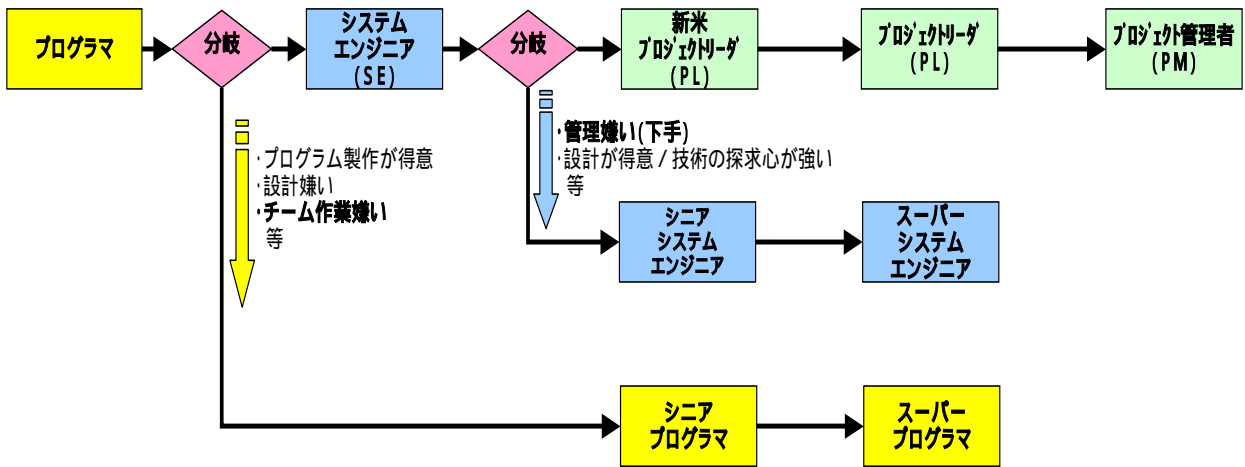 プログラマ
分岐
システム
エンジニア
(SE)
分岐
新米
ﾌﾟﾛｼﾞｪｸﾄﾘｰﾀﾞ
(PL)
ﾌﾟﾛｼﾞｪｸﾄﾘｰﾀﾞ
(PL)
ﾌﾟﾛｼﾞｪｸﾄ管理者
(PM)
・プログラム製作が得意
・設計嫌い
・チーム作業嫌い
等
・管理嫌い(下手)
・設計が得意 / 技術の探求心が強い
等
シニア
システム
エンジニア
スーパー
システム
エンジニア
シニア
プログラマ
スーパー
プログラマ